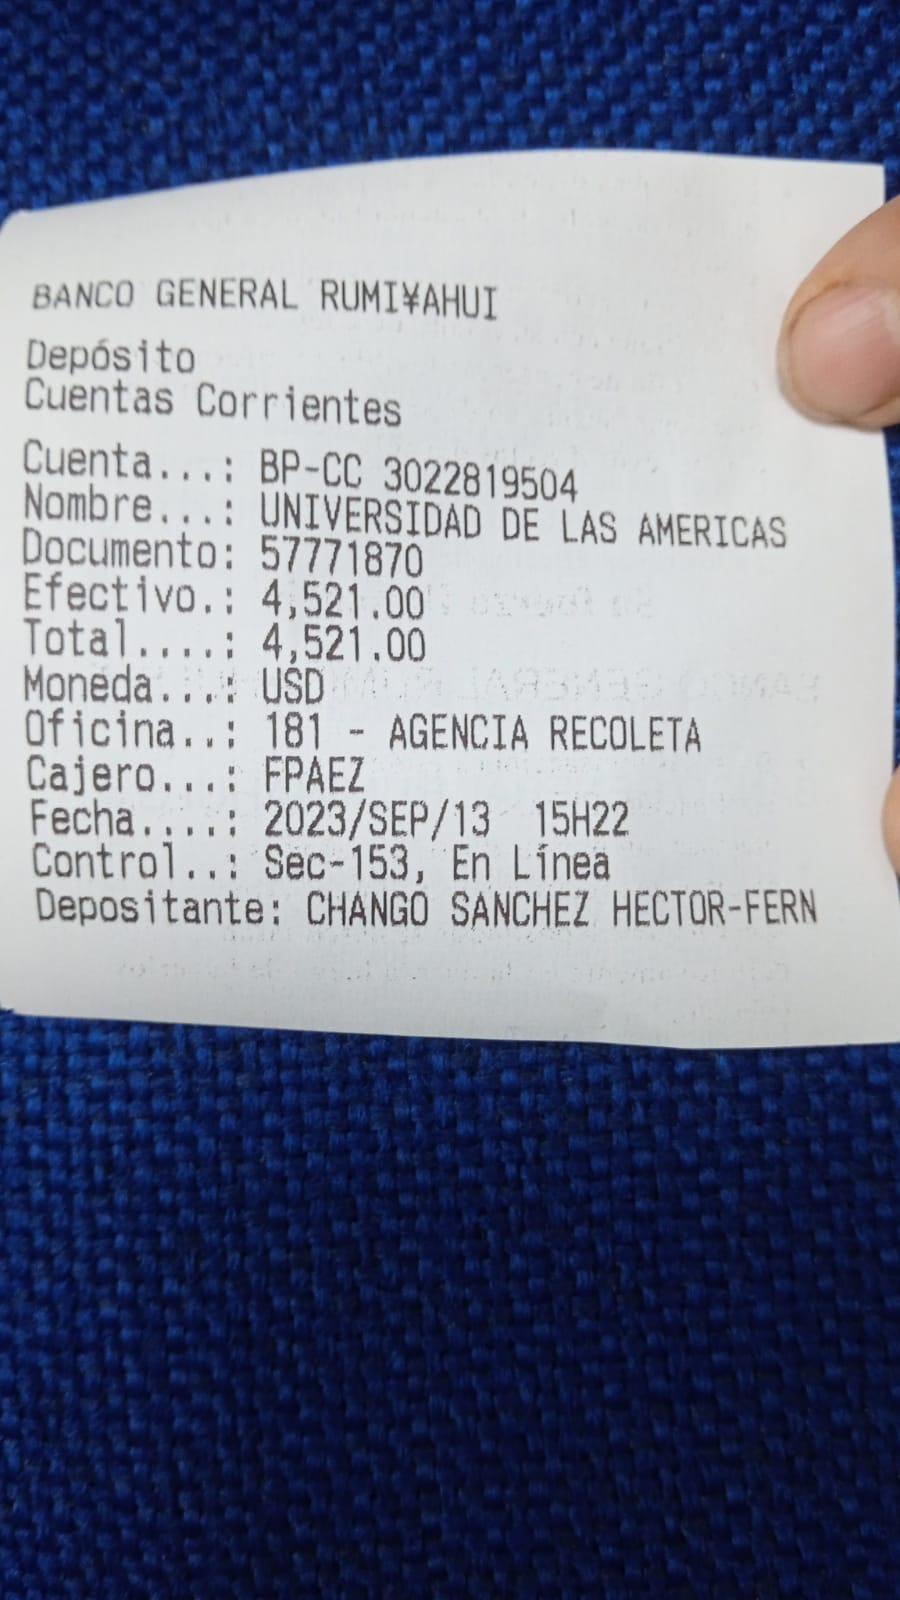 BANCO GENERAL RUMI¥AHUI
Depósito
Cuentas Corrientes
Cuenta...: BP-CC 3022819504
Nombre...: UNIVERSIDAD DE LAS AMERICAS
Documento: 57771870
Efectivo.: 4,521.00
Total....: 4,521.00
Moneda...: USD
Oficina..: 181 - AGENCIA RECOLETA
Cajero...: FPAEZ
Fecha....: 2023/SEP/13 15H22
Control..: Sec-153, En Línea
Depositante: CHANGO SANCHEZ HECTOR-FERN